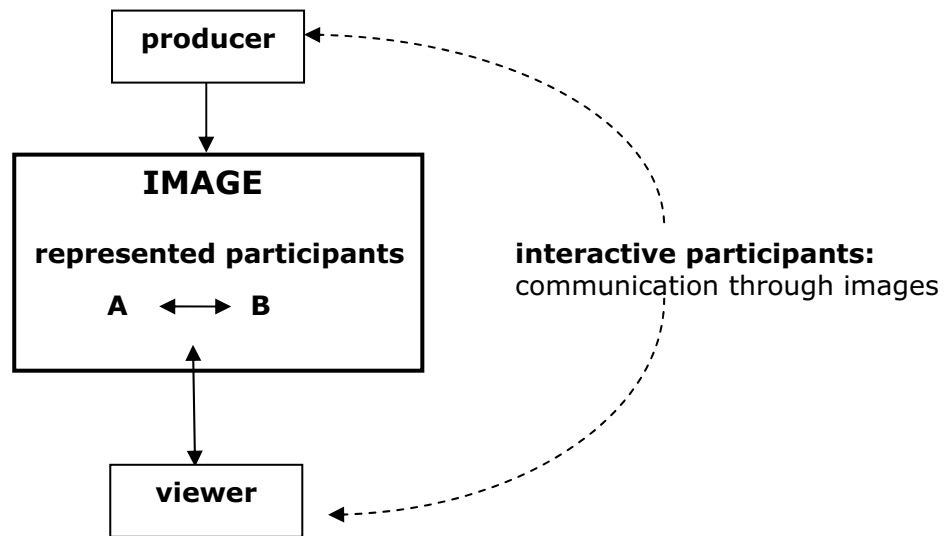 producer
IMAGE
represented participants
A B
interactive participants:
communication through images
viewer